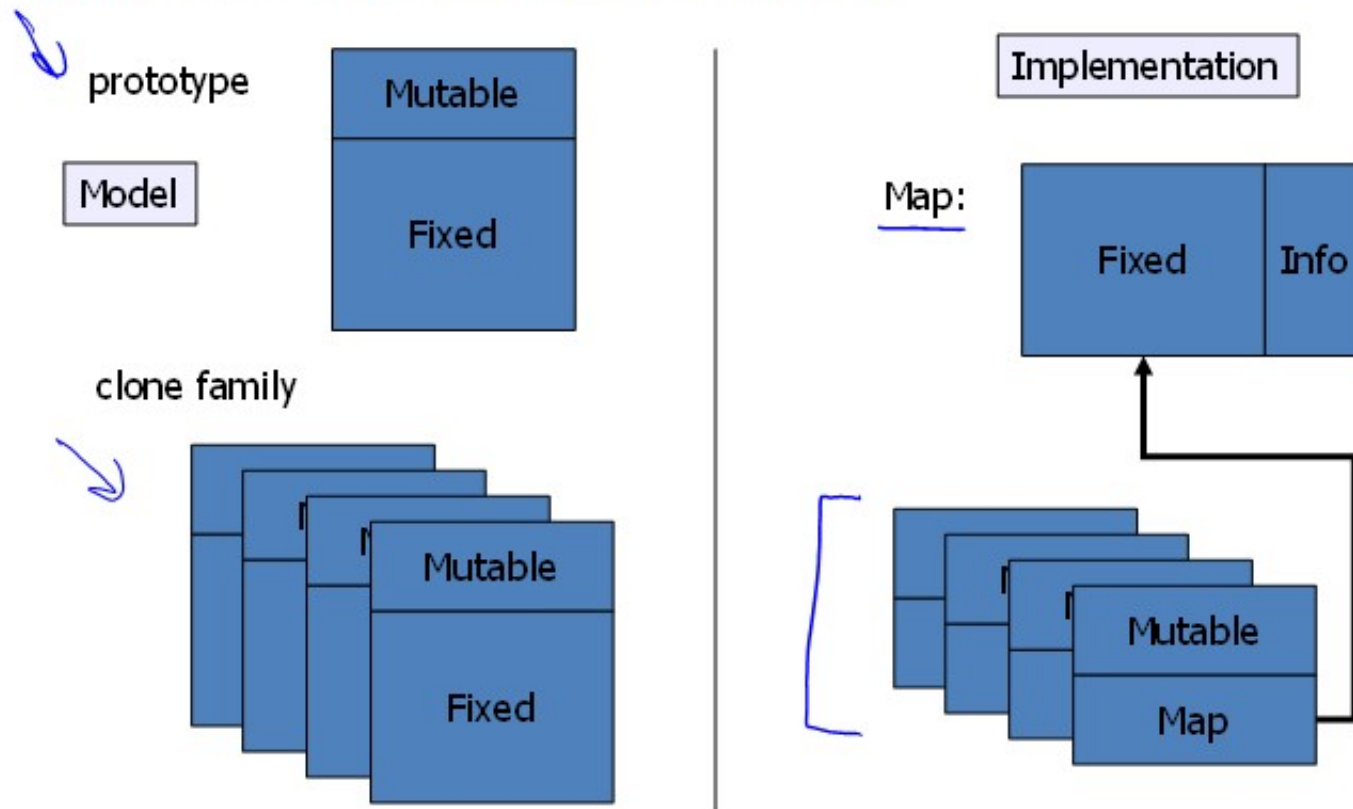 prototype
Mutable
Model
Fixed
clone family
Mutable
Fixed
Implementation
Map:
Fixed
Info
Mutable
Map